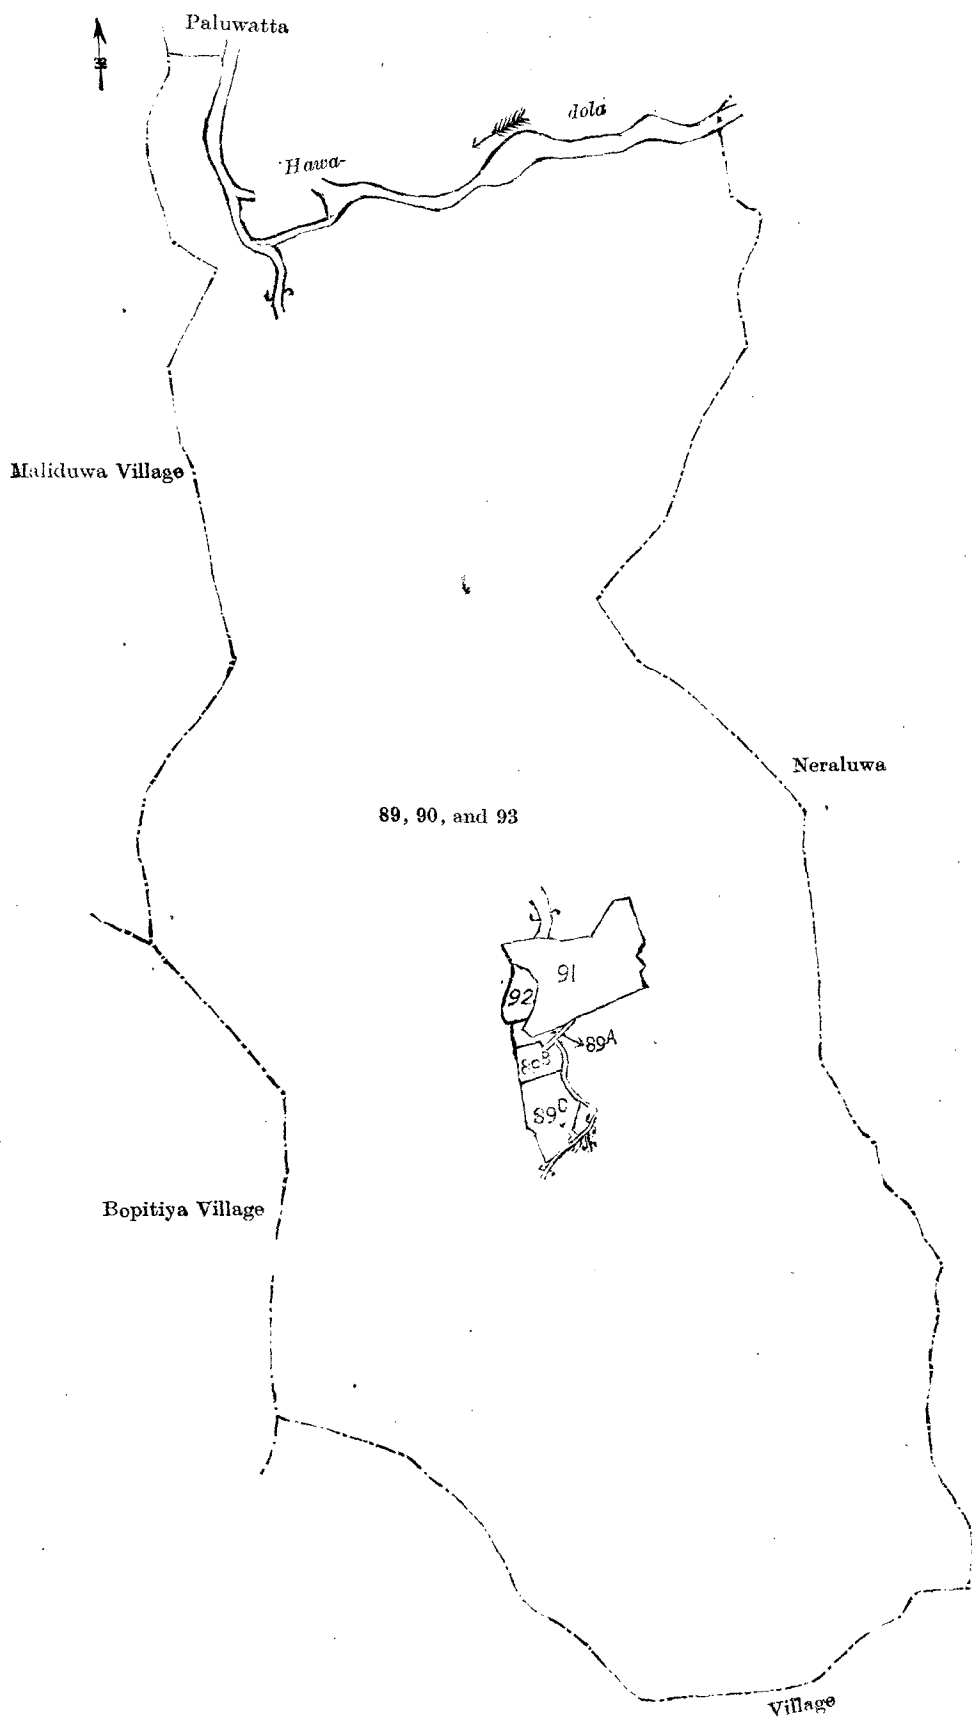 Paluwatta
dola
Hawa-
Maliduwa Village
Neraluwa
89, 90, and 93
91
92
89A
89B
89C
Bopitiya Village
Village